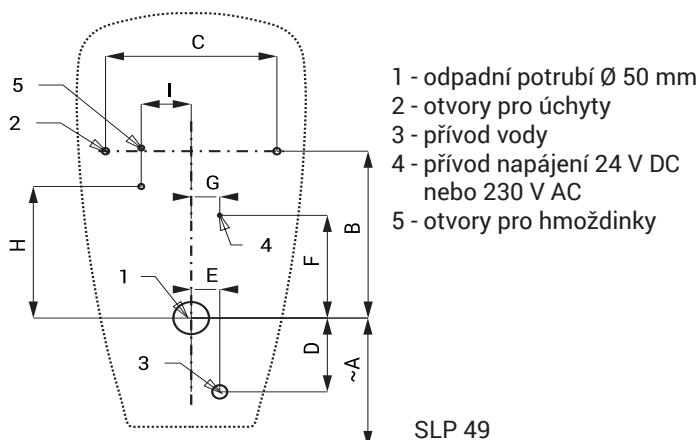 C
I
5
2
G
H
B
F
4
E
1
D
~A
3
1 - odpadní potrubí Ø 50 mm
2 - otvory pro úchyty
3 - přívod vody
4 - přívod napájení 24 V DC
nebo 230 V AC
5 - otvory pro hmoždinky
SLP 49